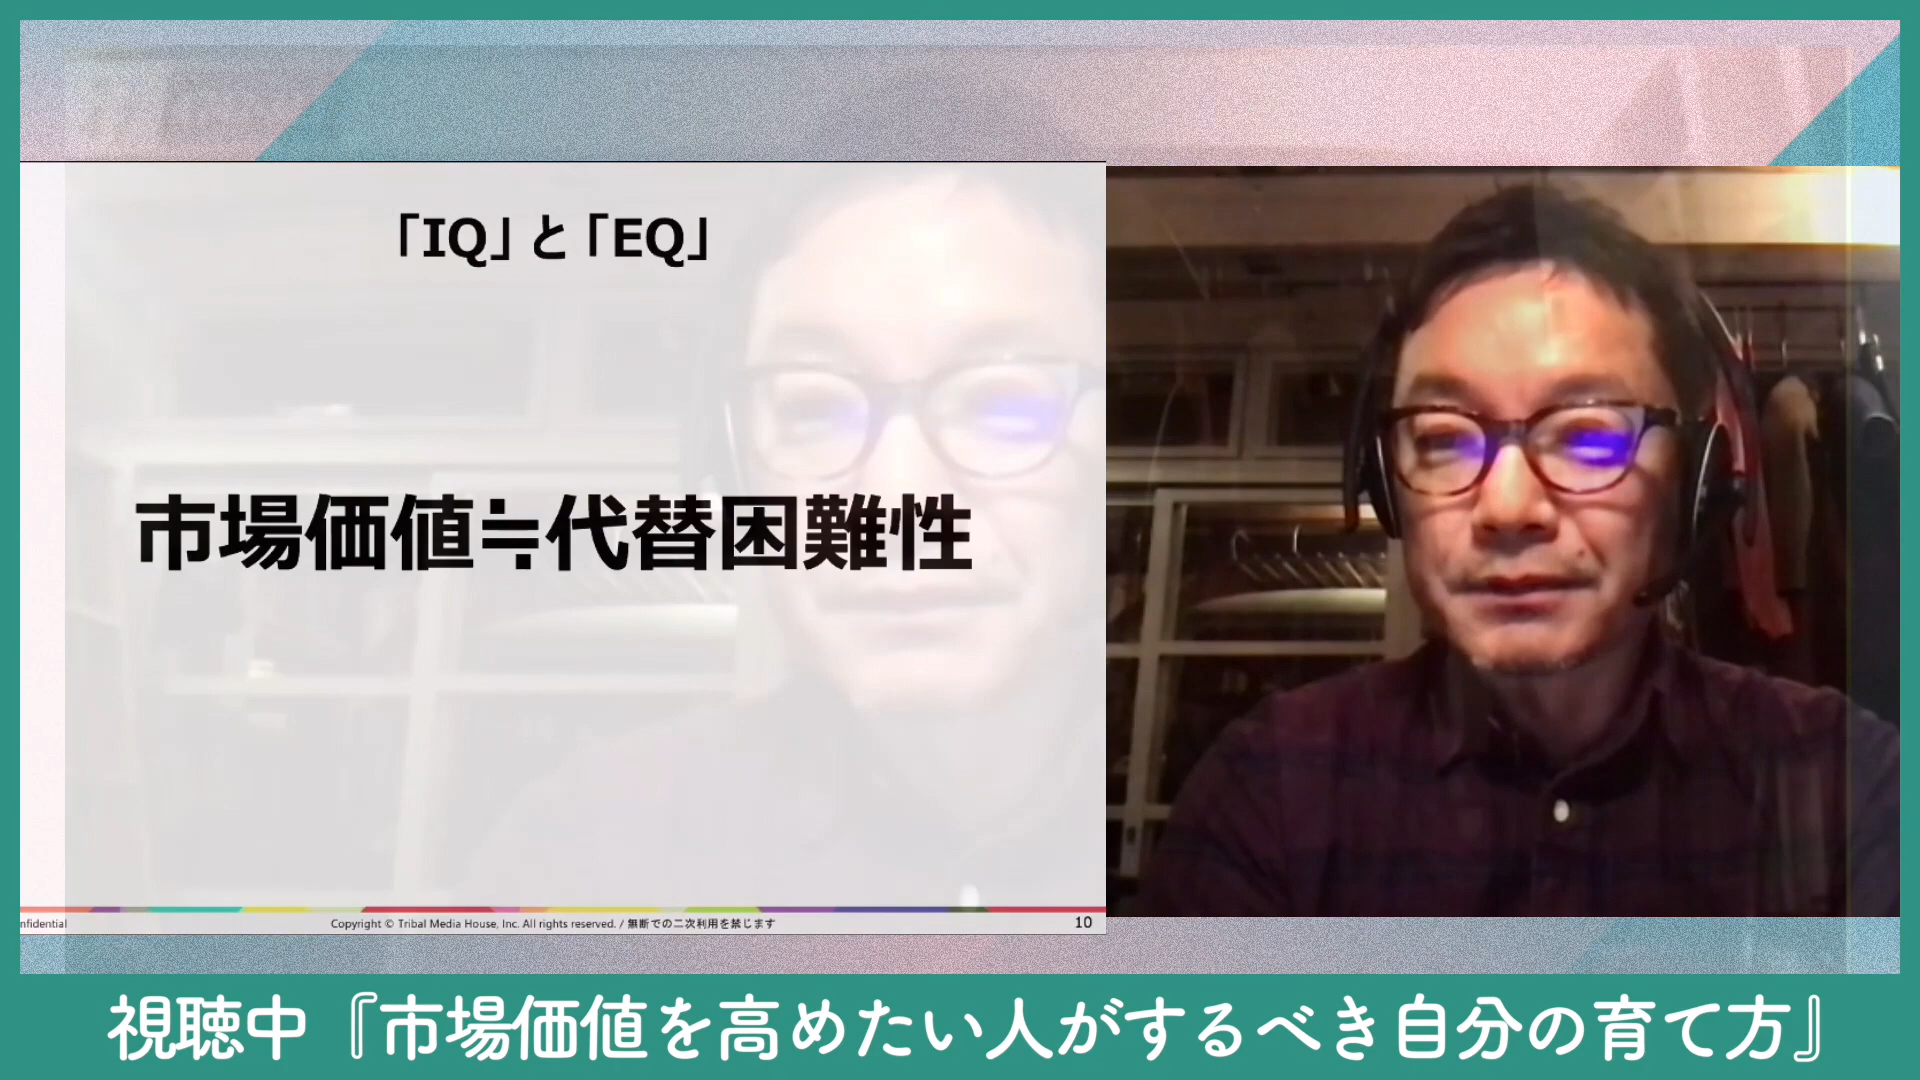 「IQ」と「EQ」
市場価値≒代替困難性
nfidential
Copyright © Tribal Media House, Inc. All rights reserved. / 無断での二次利用を禁じます
10
視聴中『市場価値を高めたい人がするべき自分の育て方』